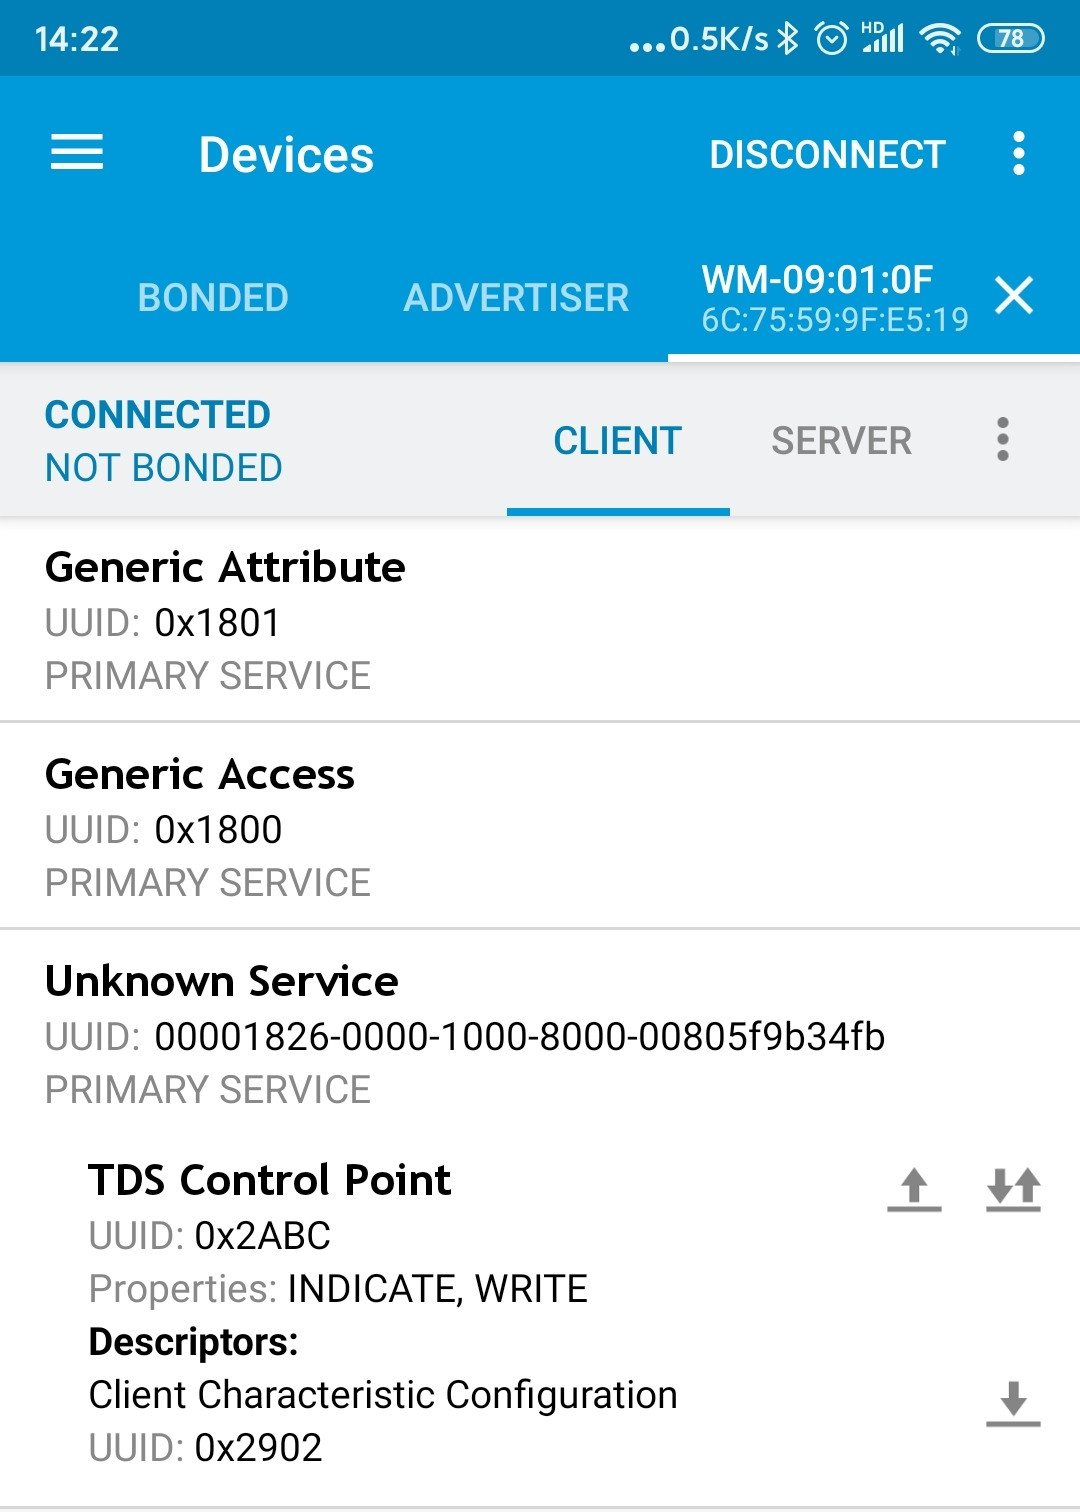 14:22
...0.5K/s HD 78
Devices
DISCONNECT
BONDED
ADVERTISER
WM-09:01:0F
6C:75:59:9F:E5:19
CONNECTED
NOT BONDED
CLIENT
SERVER
Generic Attribute
UUID: 0x1801
PRIMARY SERVICE
Generic Access
UUID: 0x1800
PRIMARY SERVICE
Unknown Service
UUID: 00001826-0000-1000-8000-00805f9b34fb
PRIMARY SERVICE
TDS Control Point
UUID: 0x2ABC
Properties: INDICATE, WRITE
Descriptors:
Client Characteristic Configuration
UUID: 0x2902